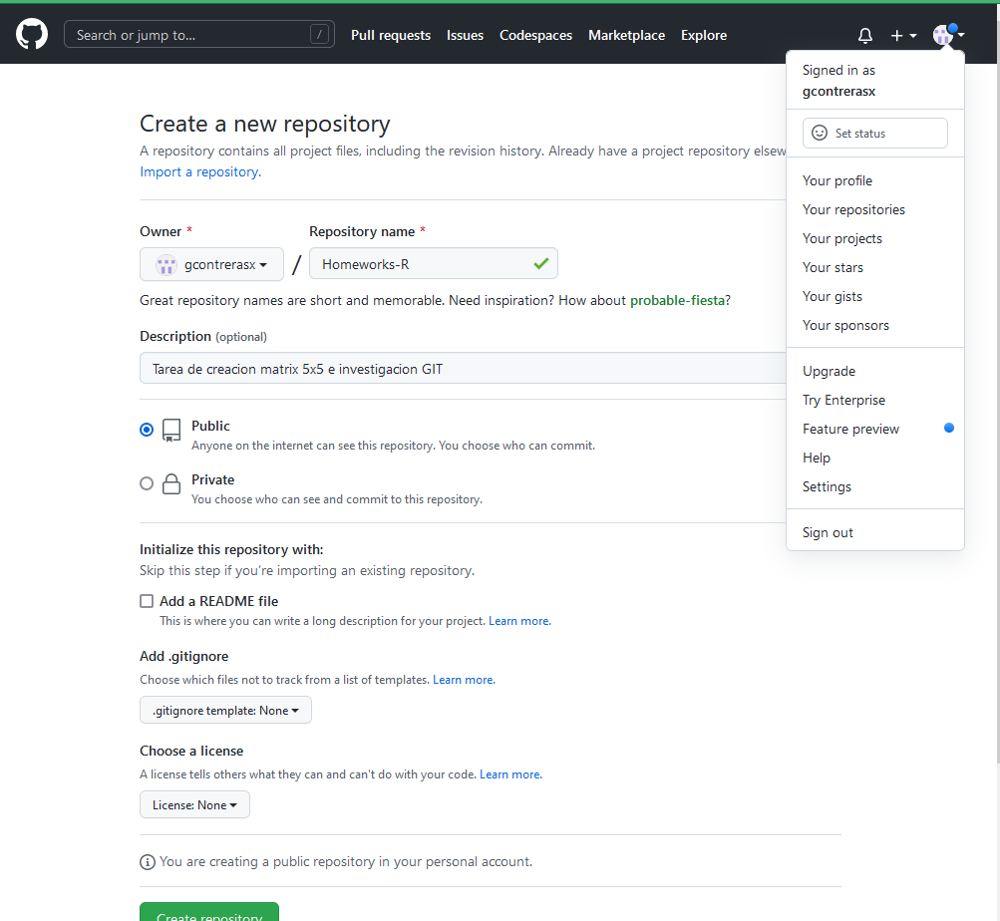 Search or jump to... /
Pull requests Issues Codespaces Marketplace Explore
Signed in as
gcontrerasx
Set status
Your profile
Your repositories
Your projects
Your stars
Your gists
Your sponsors
Upgrade
Try Enterprise
Feature preview
Help
Settings
Sign out
Create a new repository
A repository contains all project files, including the revision history. Already have a project repository
Import a repository.
Owner * Repository name *
gcontrerasx / Homeworks-R
Great repository names are short and memorable. Need inspiration? How about probable-fiesta?
Description (optional)
Tarea de creacion matrix 5x5 e investigacion GIT
Public
Anyone on the internet can see this repository. You choose who can commit.
Private
You choose who can see and commit to this repository.
Initialize this repository with:
Skip this step if you're importing an existing repository.
Add a README file
This is where you can write a long description for your project. Learn more.
Add .gitignore
Choose which files not to track from a list of templates. Learn more.
.gitignore template: None
Choose a license
A license tells others what they can and can't do with your code. Learn more.
License: None
You are creating a public repository in your personal account.
Create repository